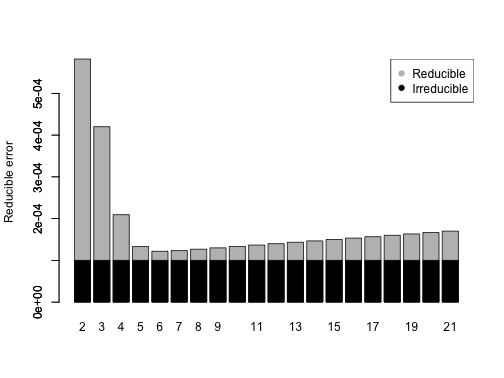 Reducible
Irreducible
Reducible error
5e-04
4e-04
3e-04
2e-04
0e+00
2 3 4 5 6 7 8 9 11 13 15 17 19 21